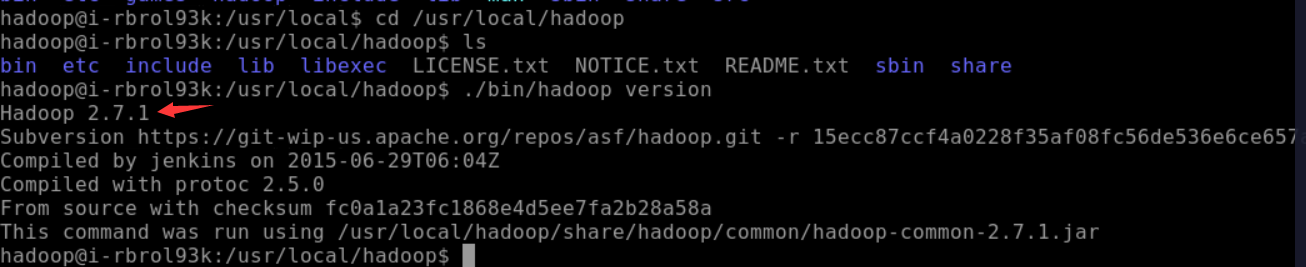 hadoop@i-rbrol93k:/usr/local$ cd /usr/local/hadoop
hadoop@i-rbrol93k:/usr/local/hadoop$ ls
bin etc include lib libexec LICENSE.txt NOTICE.txt README.txt sbin share
hadoop@i-rbrol93k:/usr/local/hadoop$ ./bin/hadoop version
Hadoop 2.7.1
Subversion https://git-wip-us.apache.org/repos/asf/hadoop.git -r 15ecc87ccf4a0228f35af08fc56de536e6ce657
Compiled by jenkins on 2015-06-29T06:04Z
Compiled with protoc 2.5.0
From source with checksum fc0a1a23fc1868e4d5ee7fa2b28a58a
This command was run using /usr/local/hadoop/share/hadoop/common/hadoop-common-2.7.1.jar
hadoop@i-rbrol93k:/usr/local/hadoop$